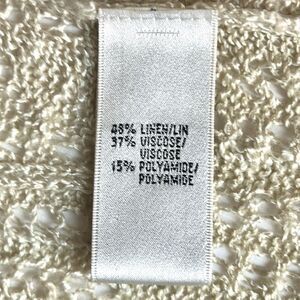 48% LINEN/LIN
37% VISCOSE/
VISCOSE
15% POLYAMIDE/
POLYAMIDE